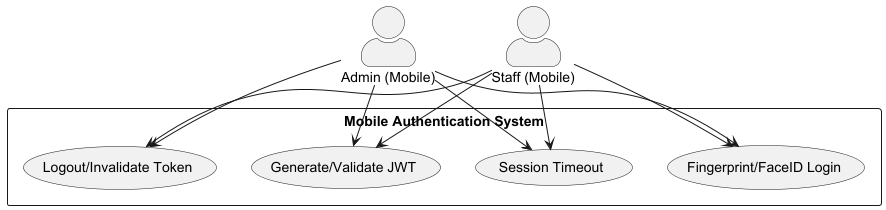 Admin (Mobile)
Staff (Mobile)
Mobile Authentication System
Logout/Invalidate Token
Generate/Validate JWT
Session Timeout
Fingerprint/FaceID Login